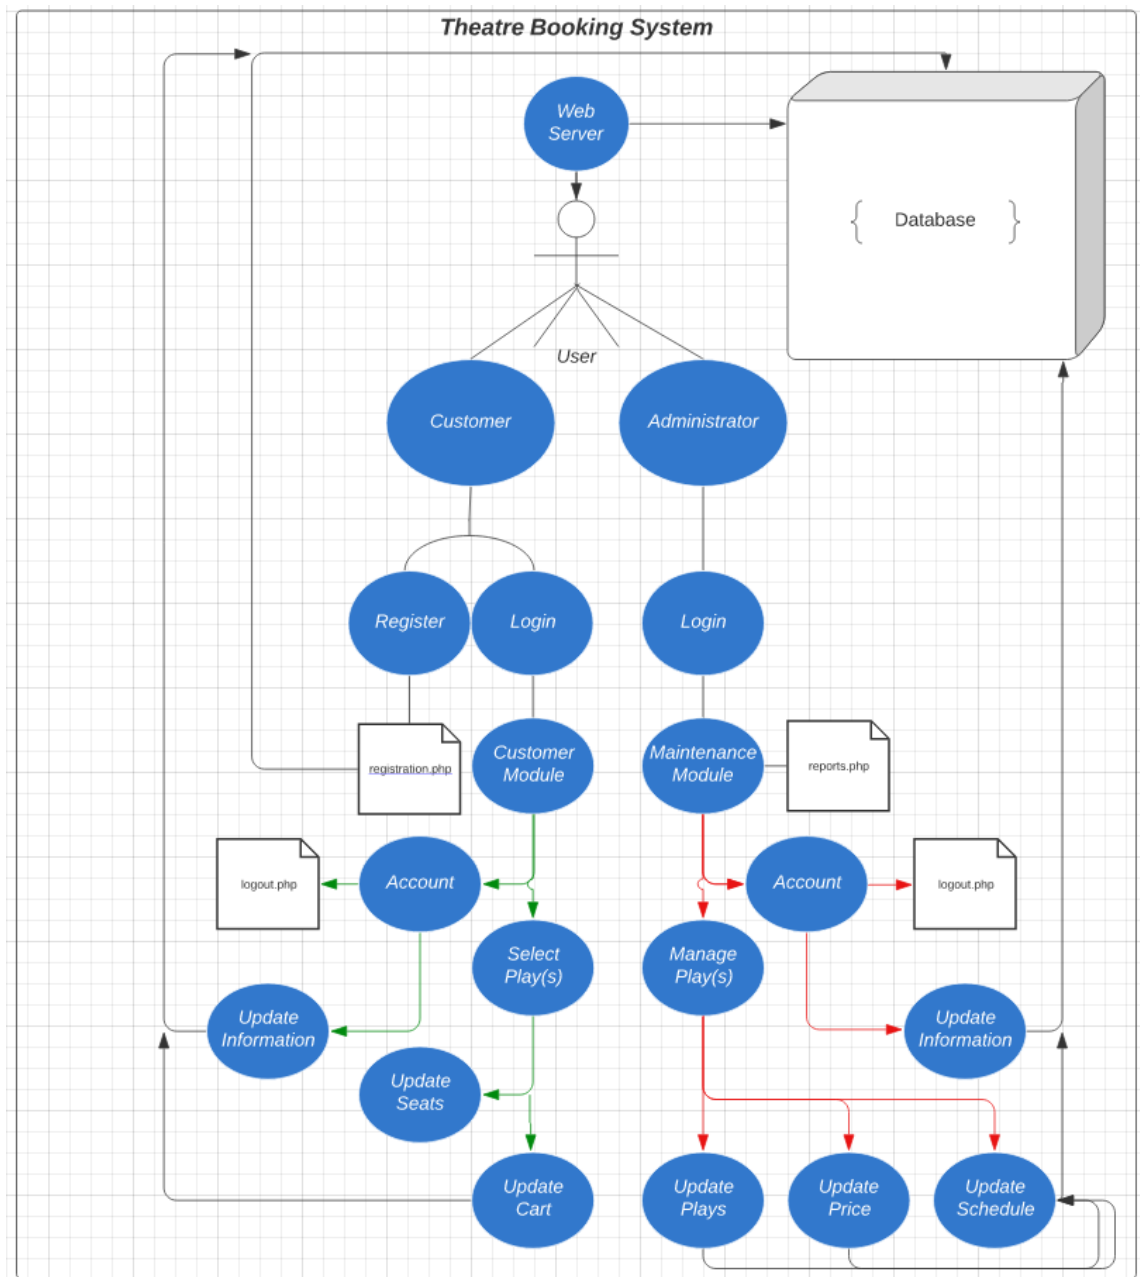 Theatre Booking System
Web
Server
{ Database }
User
Customer
Administrator
Register
Login
Login
registration.php
Customer
Module
Maintenance
Module
reports.php
logout.php
Account
Account
logout.php
Select
Play(s)
Manage
Play(s)
Update
Information
Update
Information
Update
Seats
Update
Cart
Update
Plays
Update
Price
Update
Schedule